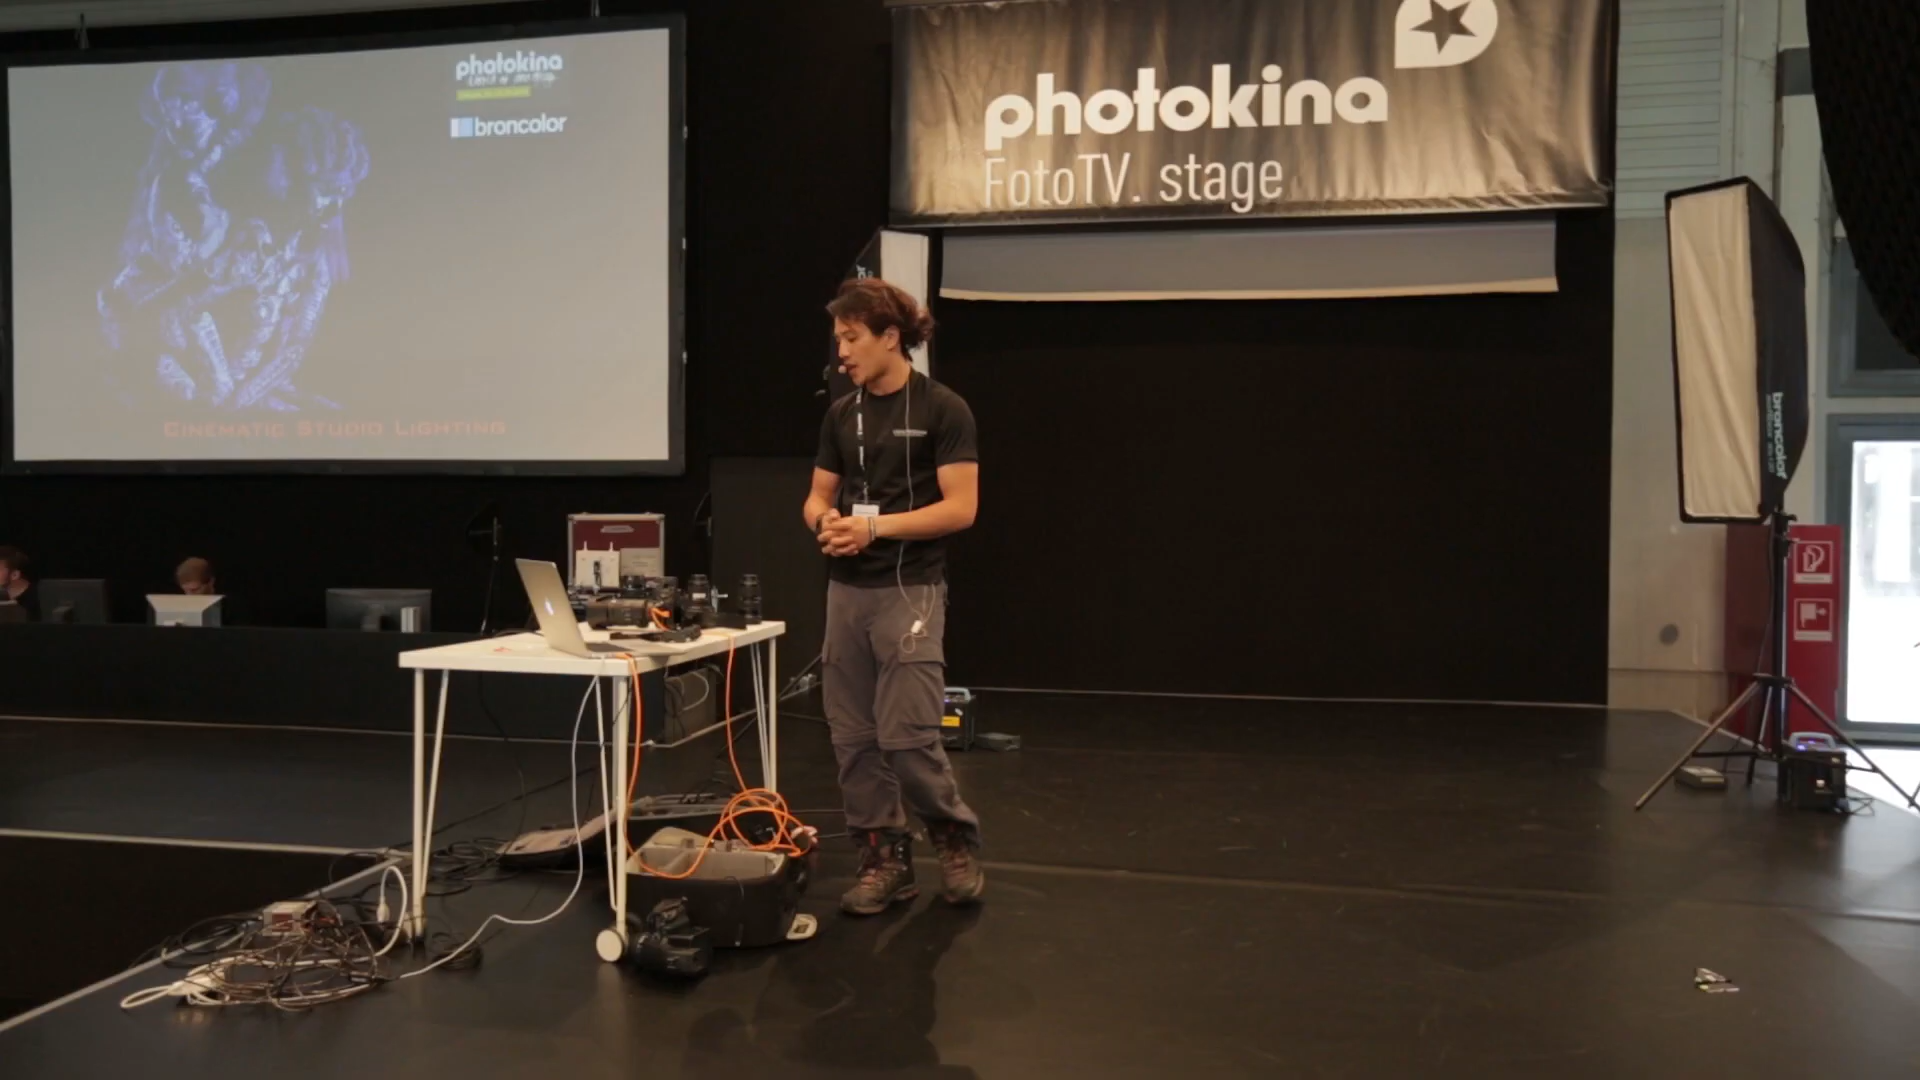 photokina
broncolor
CINEMATIC STUDIO LIGHTING
photokina
FotoTV. stage
broncolor